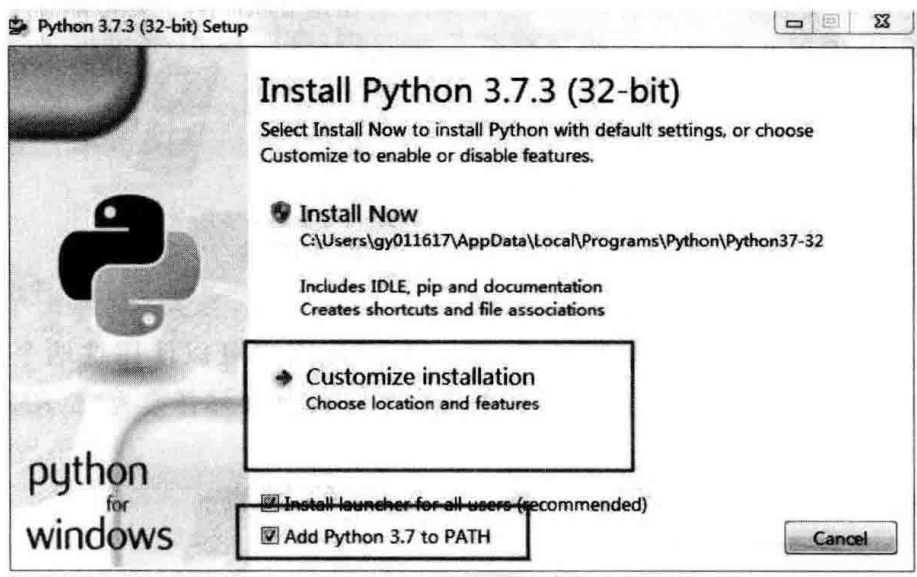 Python 3.7.3 (32-bit) Setup
Install Python 3.7.3 (32-bit)
Select Install Now to install Python with default settings, or choose
Customize to enable or disable features.
Install Now
C:\Users\gy011617\AppData\Local\Programs\Python\Python37-32
Includes IDLE, pip and documentation
Creates shortcuts and file associations
Customize installation
Choose location and features
Install launcher for all users (recommended)
Add Python 3.7 to PATH
python
for
windows
Cancel